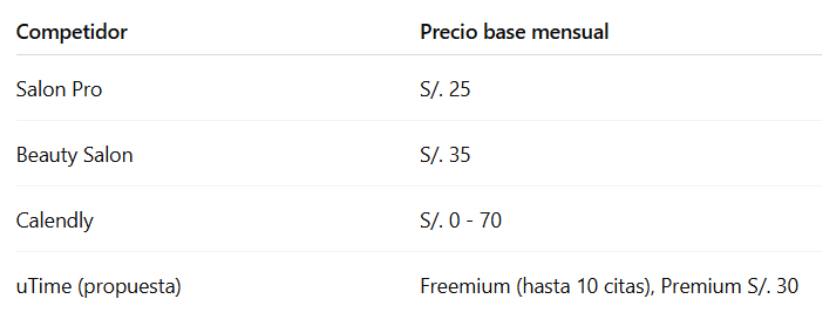 Competidor Precio base mensual
Salon Pro S/. 25
Beauty Salon S/. 35
Calendly S/. 0 - 70
uTime (propuesta) Freemium (hasta 10 citas), Premium S/. 30